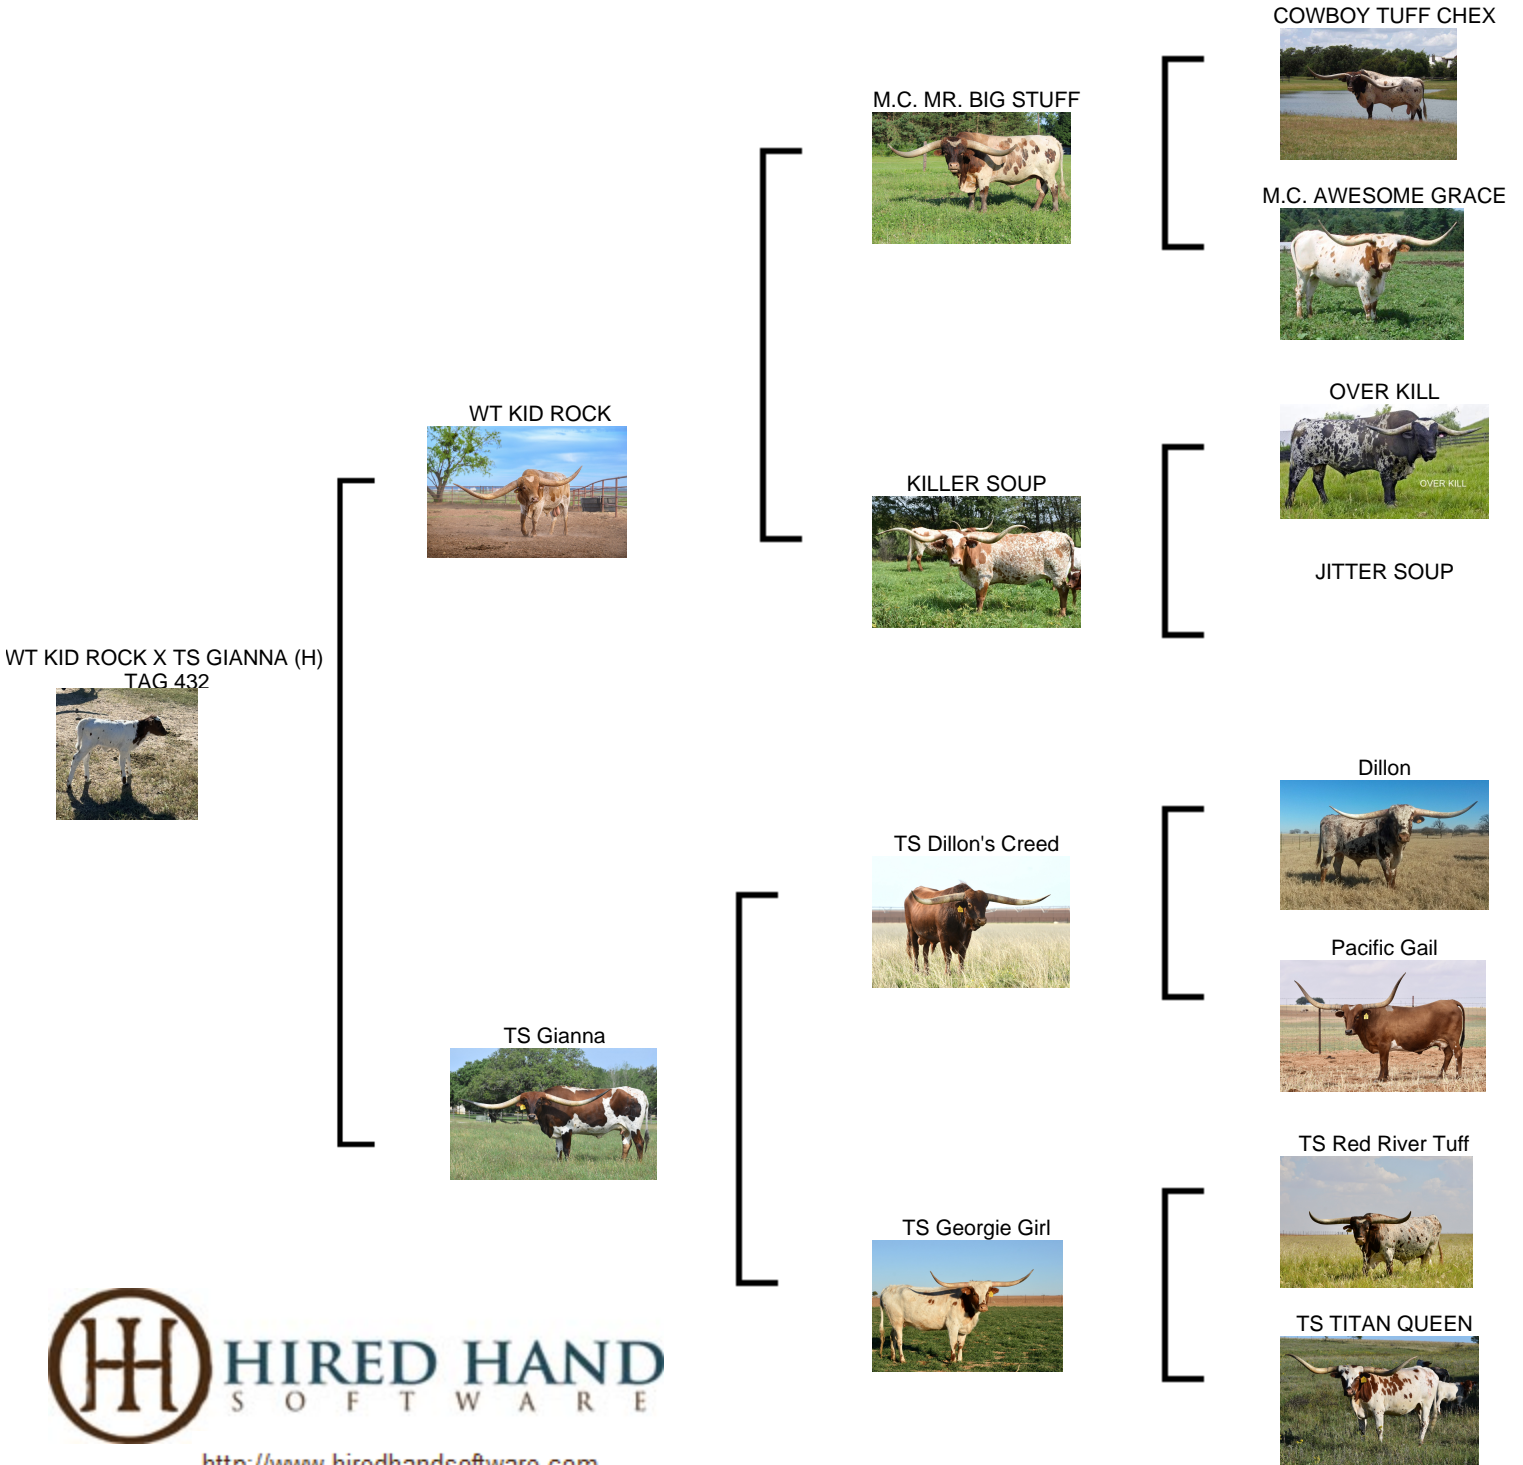 COWBOY TUFF CHEX
M.C. MR. BIG STUFF
M.C. AWESOME GRACE
OVER KILL
OVER KILL
WT KID ROCK
KILLER SOUP
JITTER SOUP
WT KID ROCK X TS GIANNA (H)
TAG 432
Dillon
TS Dillon's Creed
Pacific Gail
TS Gianna
TS Red River Tuff
TS Georgie Girl
TS TITAN QUEEN
HIRED HAND
SOFTWARE
http://www.hiredhandsoftware.com